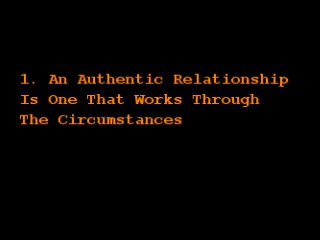 1. An Authentic Relationship
Is One That Works Through
The Circumstances